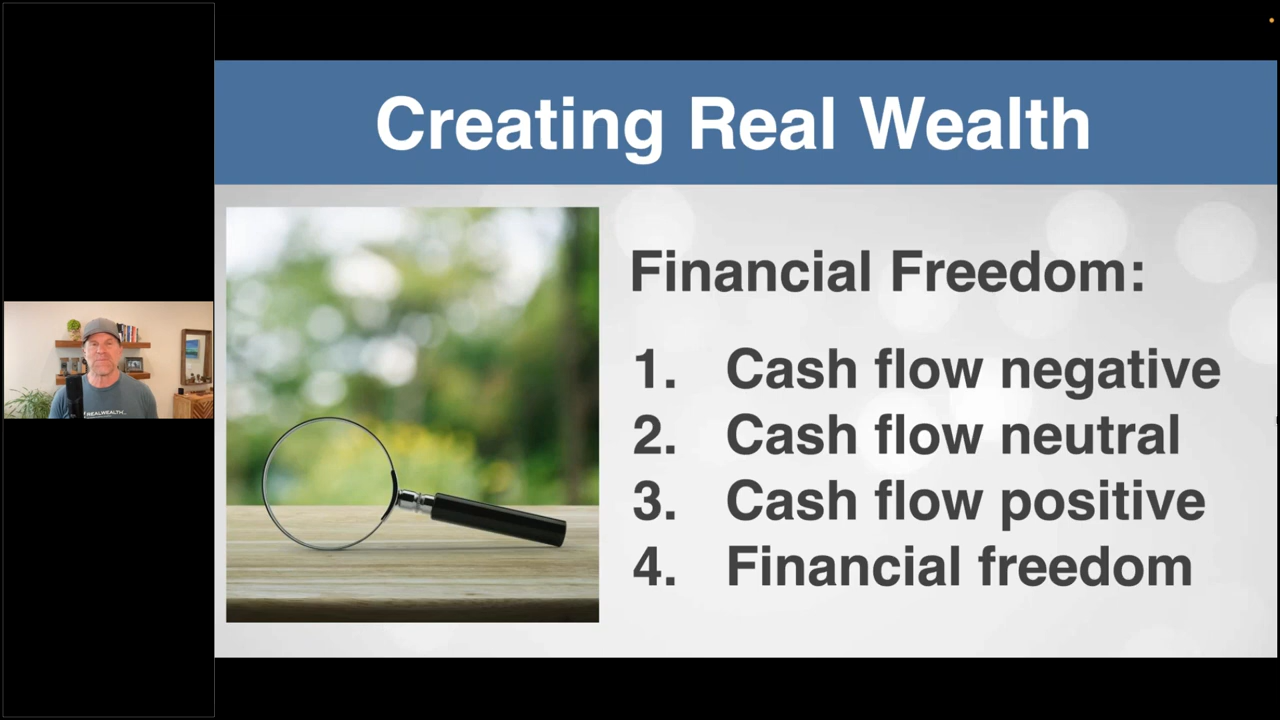 Creating Real Wealth
Financial Freedom:
1. Cash flow negative
2. Cash flow neutral
3. Cash flow positive
4. Financial freedom
REALWEALTH